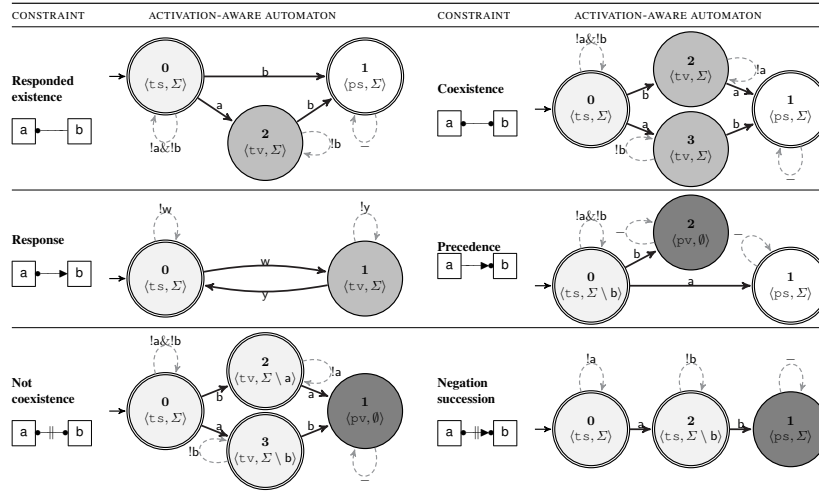 CONSTRAINT ACTIVATION-AWARE AUTOMATON CONSTRAINT ACTIVATION-AWARE AUTOMATON
Responded
existence
a b
0
⟨ts, Σ⟩
!a&!b
b
a
1
⟨ps, Σ⟩
–
2
⟨tv, Σ⟩
b
!b
Coexistence
a b
!a&!b
0
⟨ts, Σ⟩
b
a
2
⟨tv, Σ⟩
!a
a
3
⟨tv, Σ⟩
!b
b
1
⟨ps, Σ⟩
–
Response
a b
!w
0
⟨ts, Σ⟩
w
y
!y
1
⟨tv, Σ⟩
Precedence
a b
!a&!b
0
⟨ts, Σ \ b⟩
b
a
–
2
⟨pv, ∅⟩
–
1
⟨ps, Σ⟩
Not
coexistence
a b
!a&!b
0
⟨ts, Σ⟩
b
a
2
⟨tv, Σ \ a⟩
!a
a
3
⟨tv, Σ \ b⟩
!b
b
1
⟨pv, ∅⟩
–
Negation
succession
a b
!a
0
⟨ts, Σ⟩
a
!b
2
⟨ts, Σ \ b⟩
b
–
1
⟨ps, Σ⟩